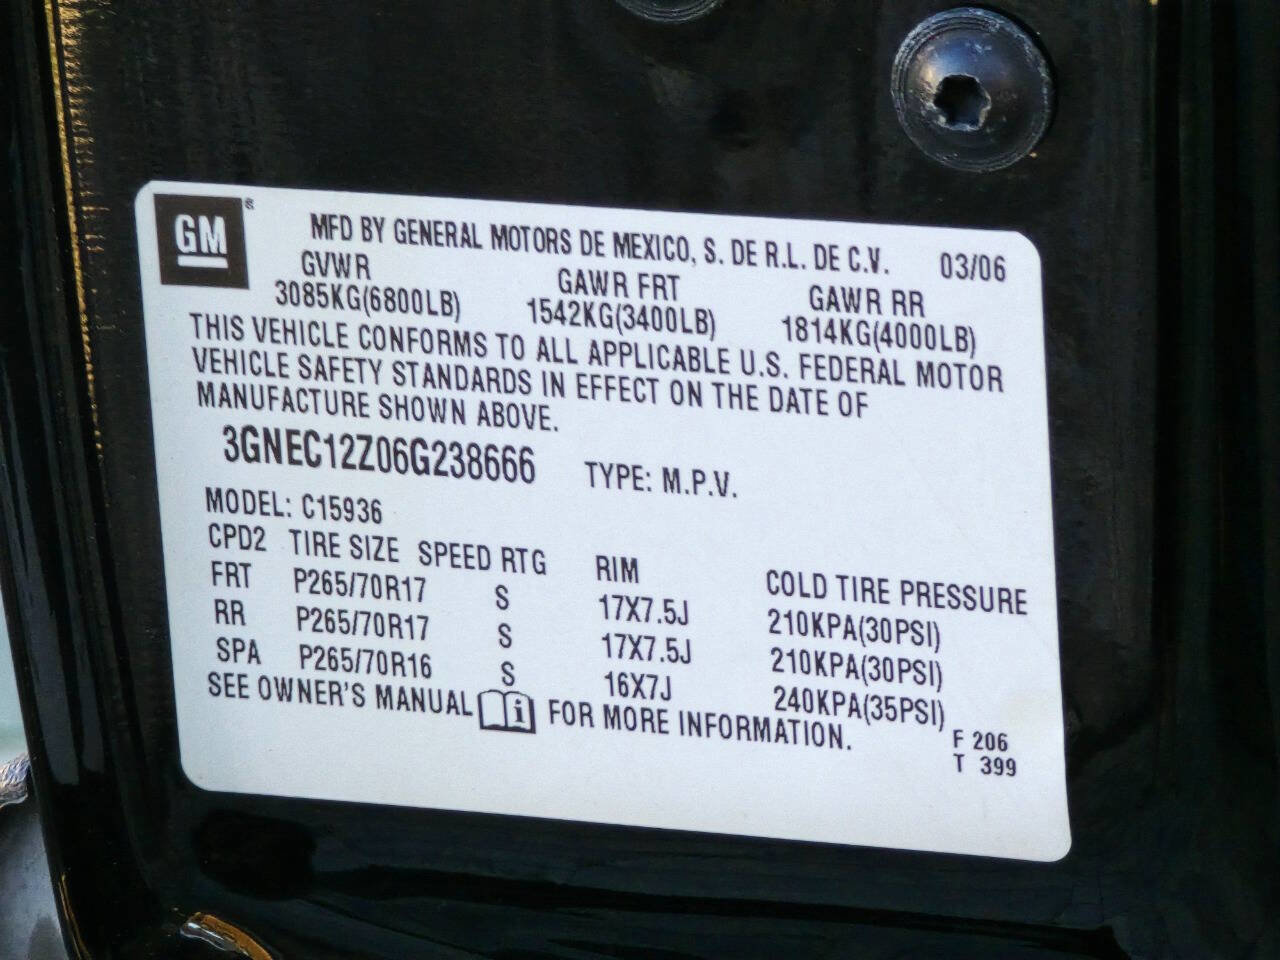 GM®
MFD BY GENERAL MOTORS DE MEXICO, S. DE R.L. DE C.V. 03/06
GVWR GAWR FRT GAWR RR
3085KG(6800LB) 1542KG(3400LB) 1814KG(4000LB)
THIS VEHICLE CONFORMS TO ALL APPLICABLE U.S. FEDERAL MOTOR
VEHICLE SAFETY STANDARDS IN EFFECT ON THE DATE OF
MANUFACTURE SHOWN ABOVE.
3GNEC12Z06G238666 TYPE: M.P.V.
MODEL: C15936
CPD2 TIRE SIZE SPEED RTG RIM COLD TIRE PRESSURE
FRT P265/70R17 S 17X7.5J 210KPA(30PSI)
RR P265/70R17 S 17X7.5J 210KPA(30PSI)
SPA P265/70R16 S 16X7J 240KPA(35PSI)
SEE OWNER'S MANUAL i FOR MORE INFORMATION.
F 206
T 399